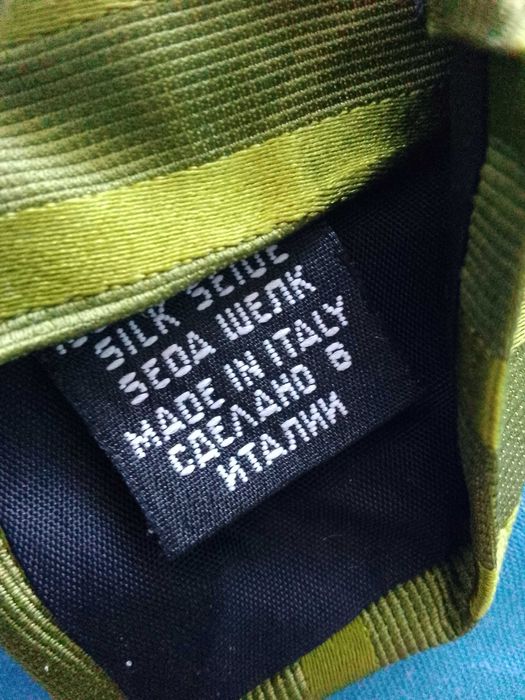 SILK SEIDE
SEDA ШЕЛК
MADE IN ITALY
СДЕЛАНО В
ИТАЛИИ